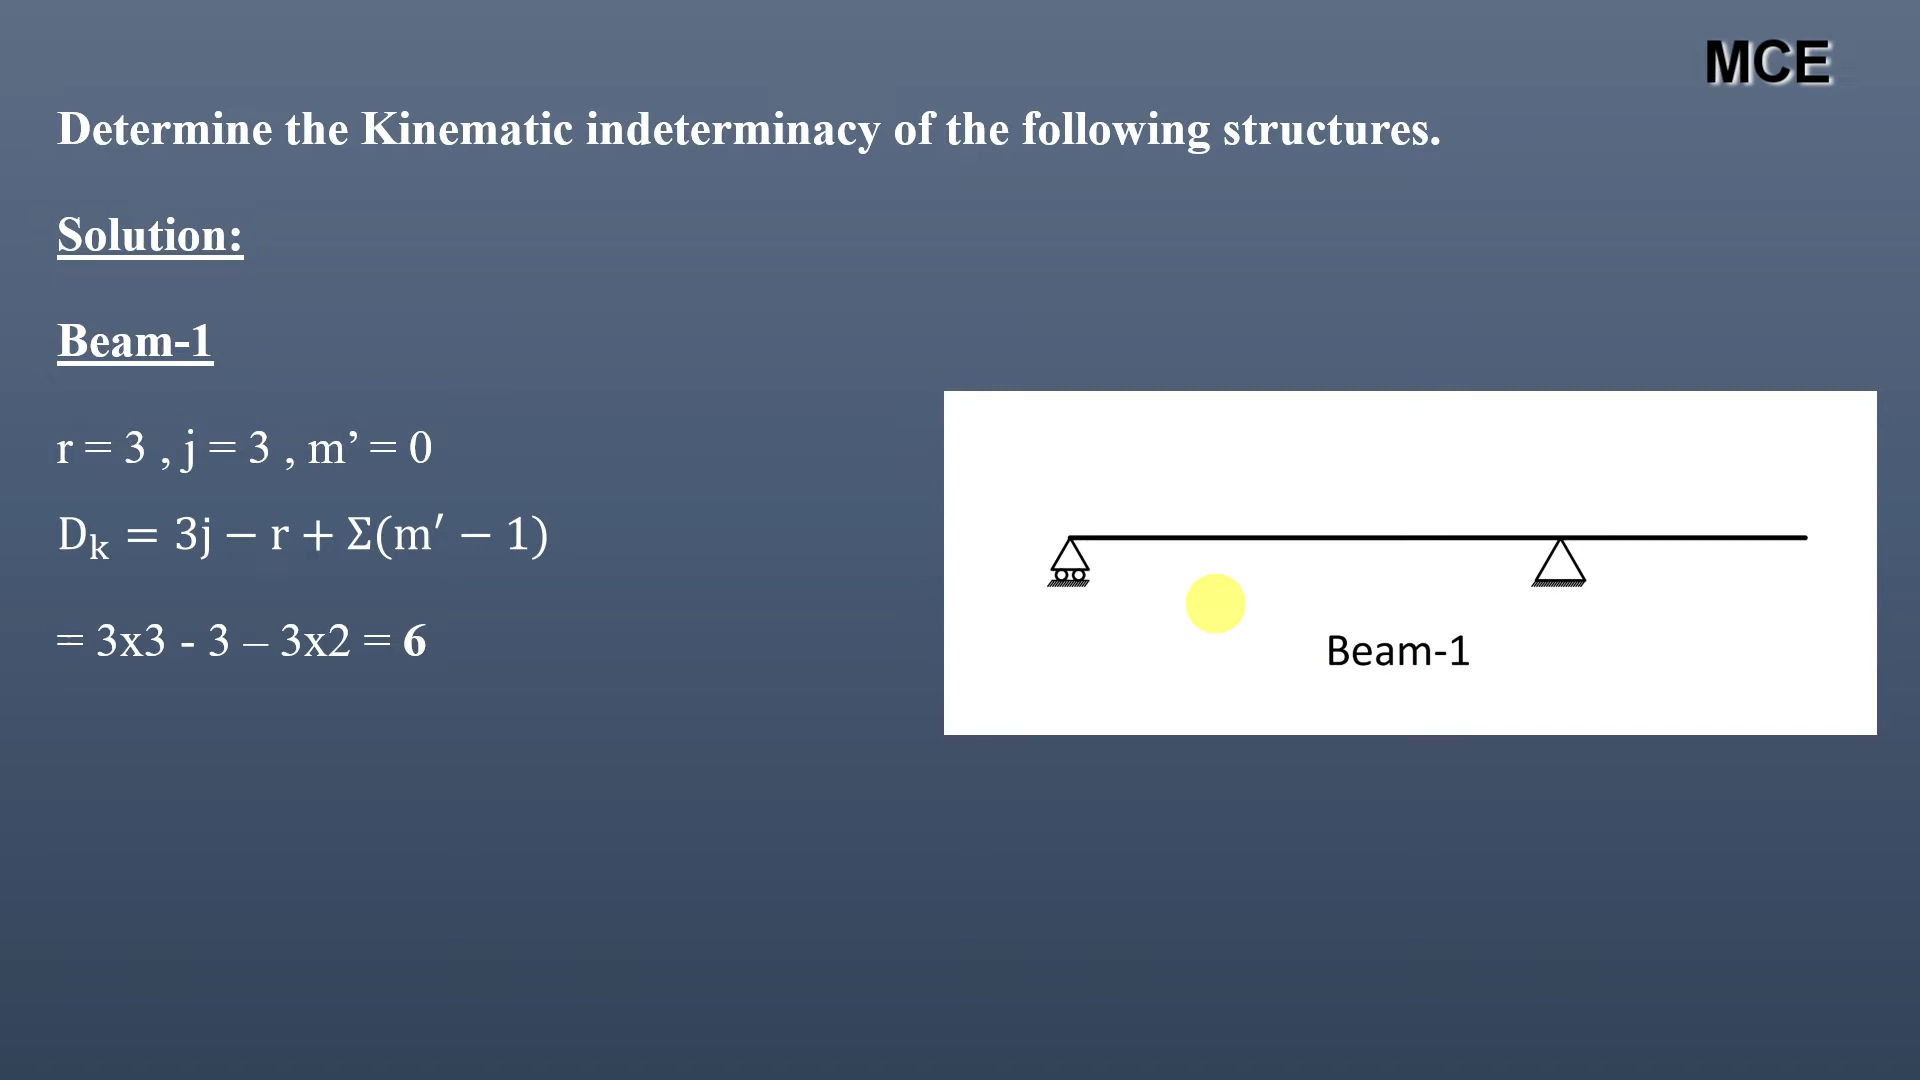 MCE
Determine the Kinematic indeterminacy of the following structures.
Solution:
Beam-1
r = 3 , j = 3 , m’ = 0
Dₖ = 3j − r + Σ(m′ − 1)
= 3x3 - 3 – 3x2 = 6
Beam-1